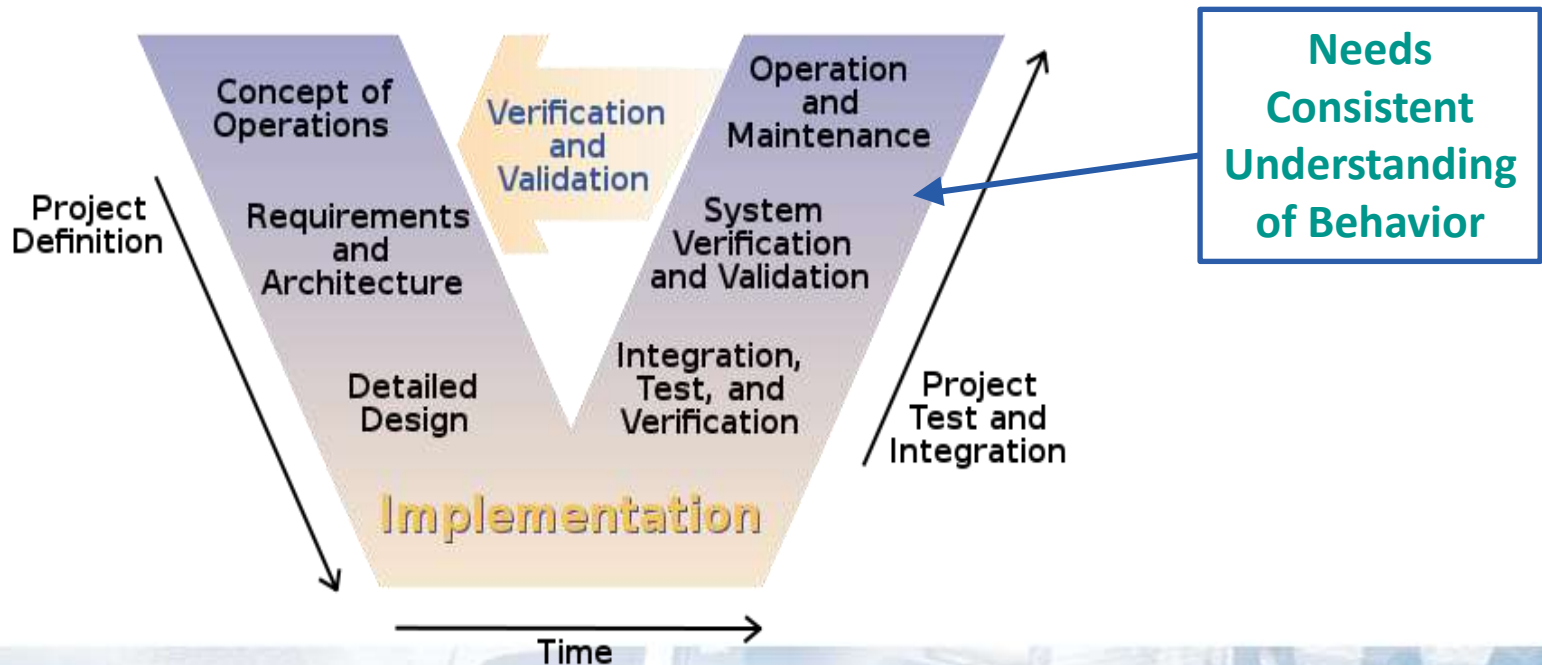 Concept of
Operations
Verification
and
Validation
Operation
and
Maintenance
Needs
Consistent
Understanding
of Behavior
Project
Definition
Requirements
and
Architecture
System
Verification
and Validation
Detailed
Design
Integration,
Test, and
Verification
Project
Test and
Integration
Implementation
Time